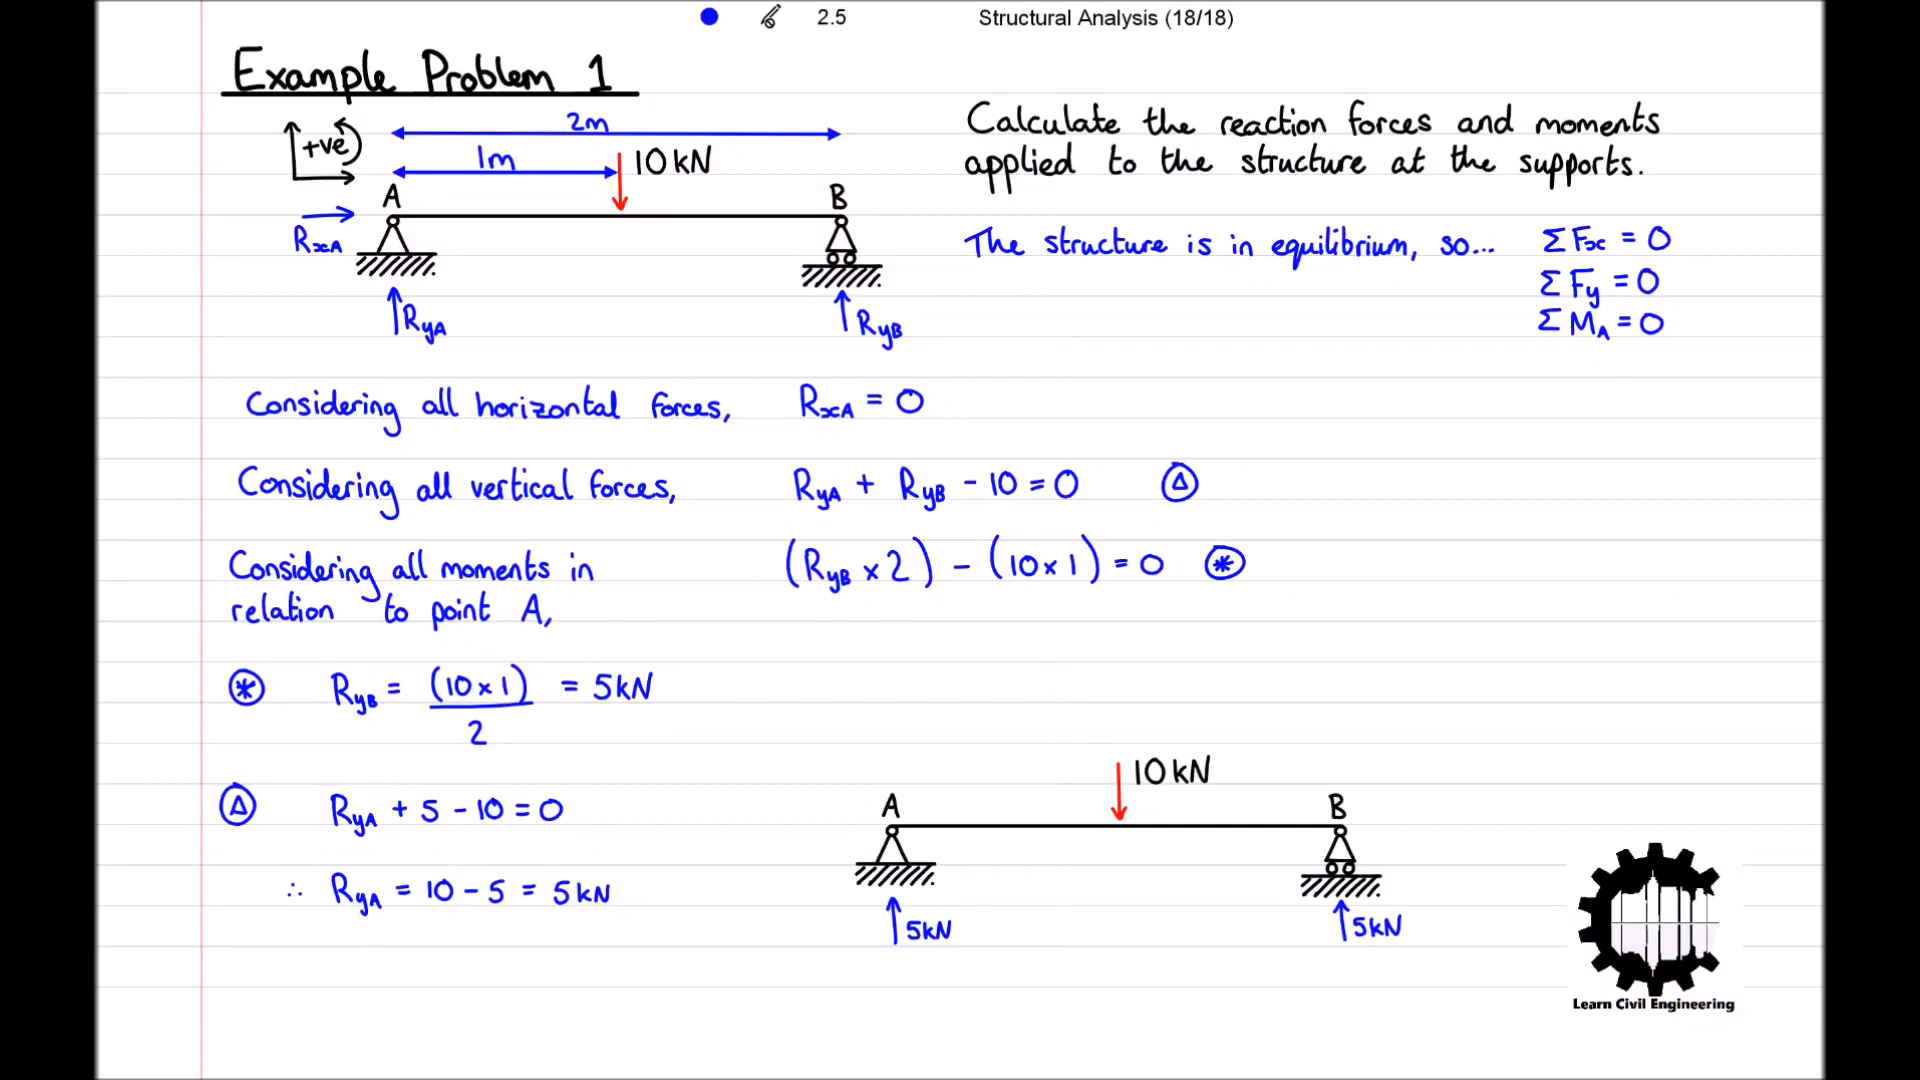 2.5 Structural Analysis (18/18)
Example Problem 1
+ve
2m
1m
10kN
A
B
RxA
RyA
RyB
Calculate the reaction forces and moments
applied to the structure at the supports.
The structure is in equilibrium, so... ΣFx = 0
ΣFy = 0
ΣMA = 0
Considering all horizontal forces, RxA = 0
Considering all vertical forces, RyA + RyB - 10 = 0 Δ
Considering all moments in
relation to point A,
(RyB × 2) - (10 × 1) = 0 *
* RyB = (10 × 1) = 5kN
2
Δ RyA + 5 - 10 = 0
∴ RyA = 10 - 5 = 5kN
10kN
A
B
5kN
5kN
Learn Civil Engineering